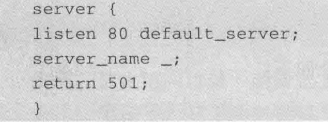 server {
listen 80 default_server;
server_name _;
return 501;
}